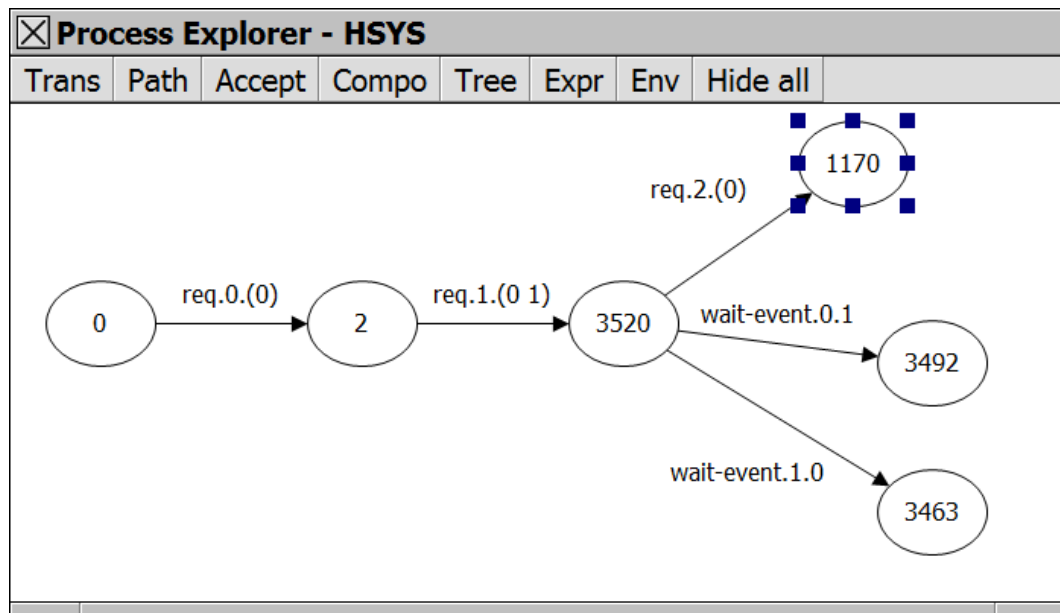 Process Explorer - HSYS
Trans Path Accept Compo Tree Expr Env Hide all
1170
req.2.(0)
req.0.(0)
req.1.(0 1)
wait-event.0.1
0
2
3520
3492
wait-event.1.0
3463